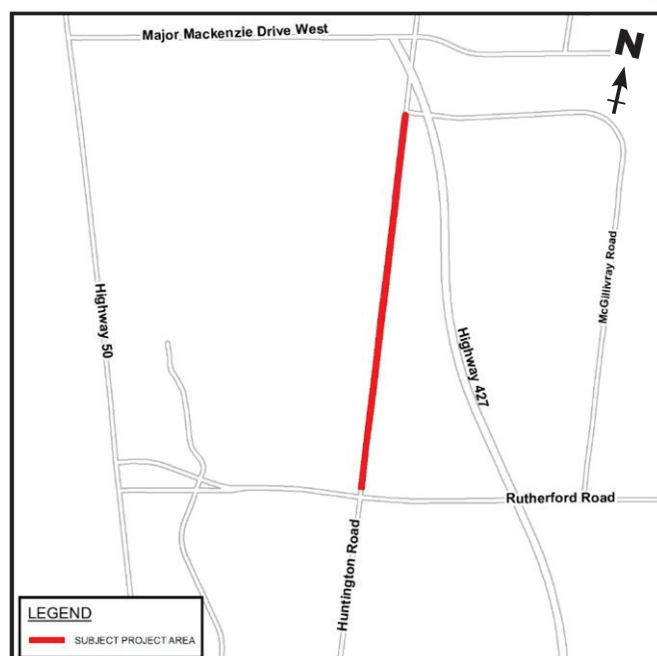 Major Mackenzie Drive West
N
McGillivray Road
Highway 50
Highway 427
Rutherford Road
Huntington Road
LEGEND
SUBJECT PROJECT AREA